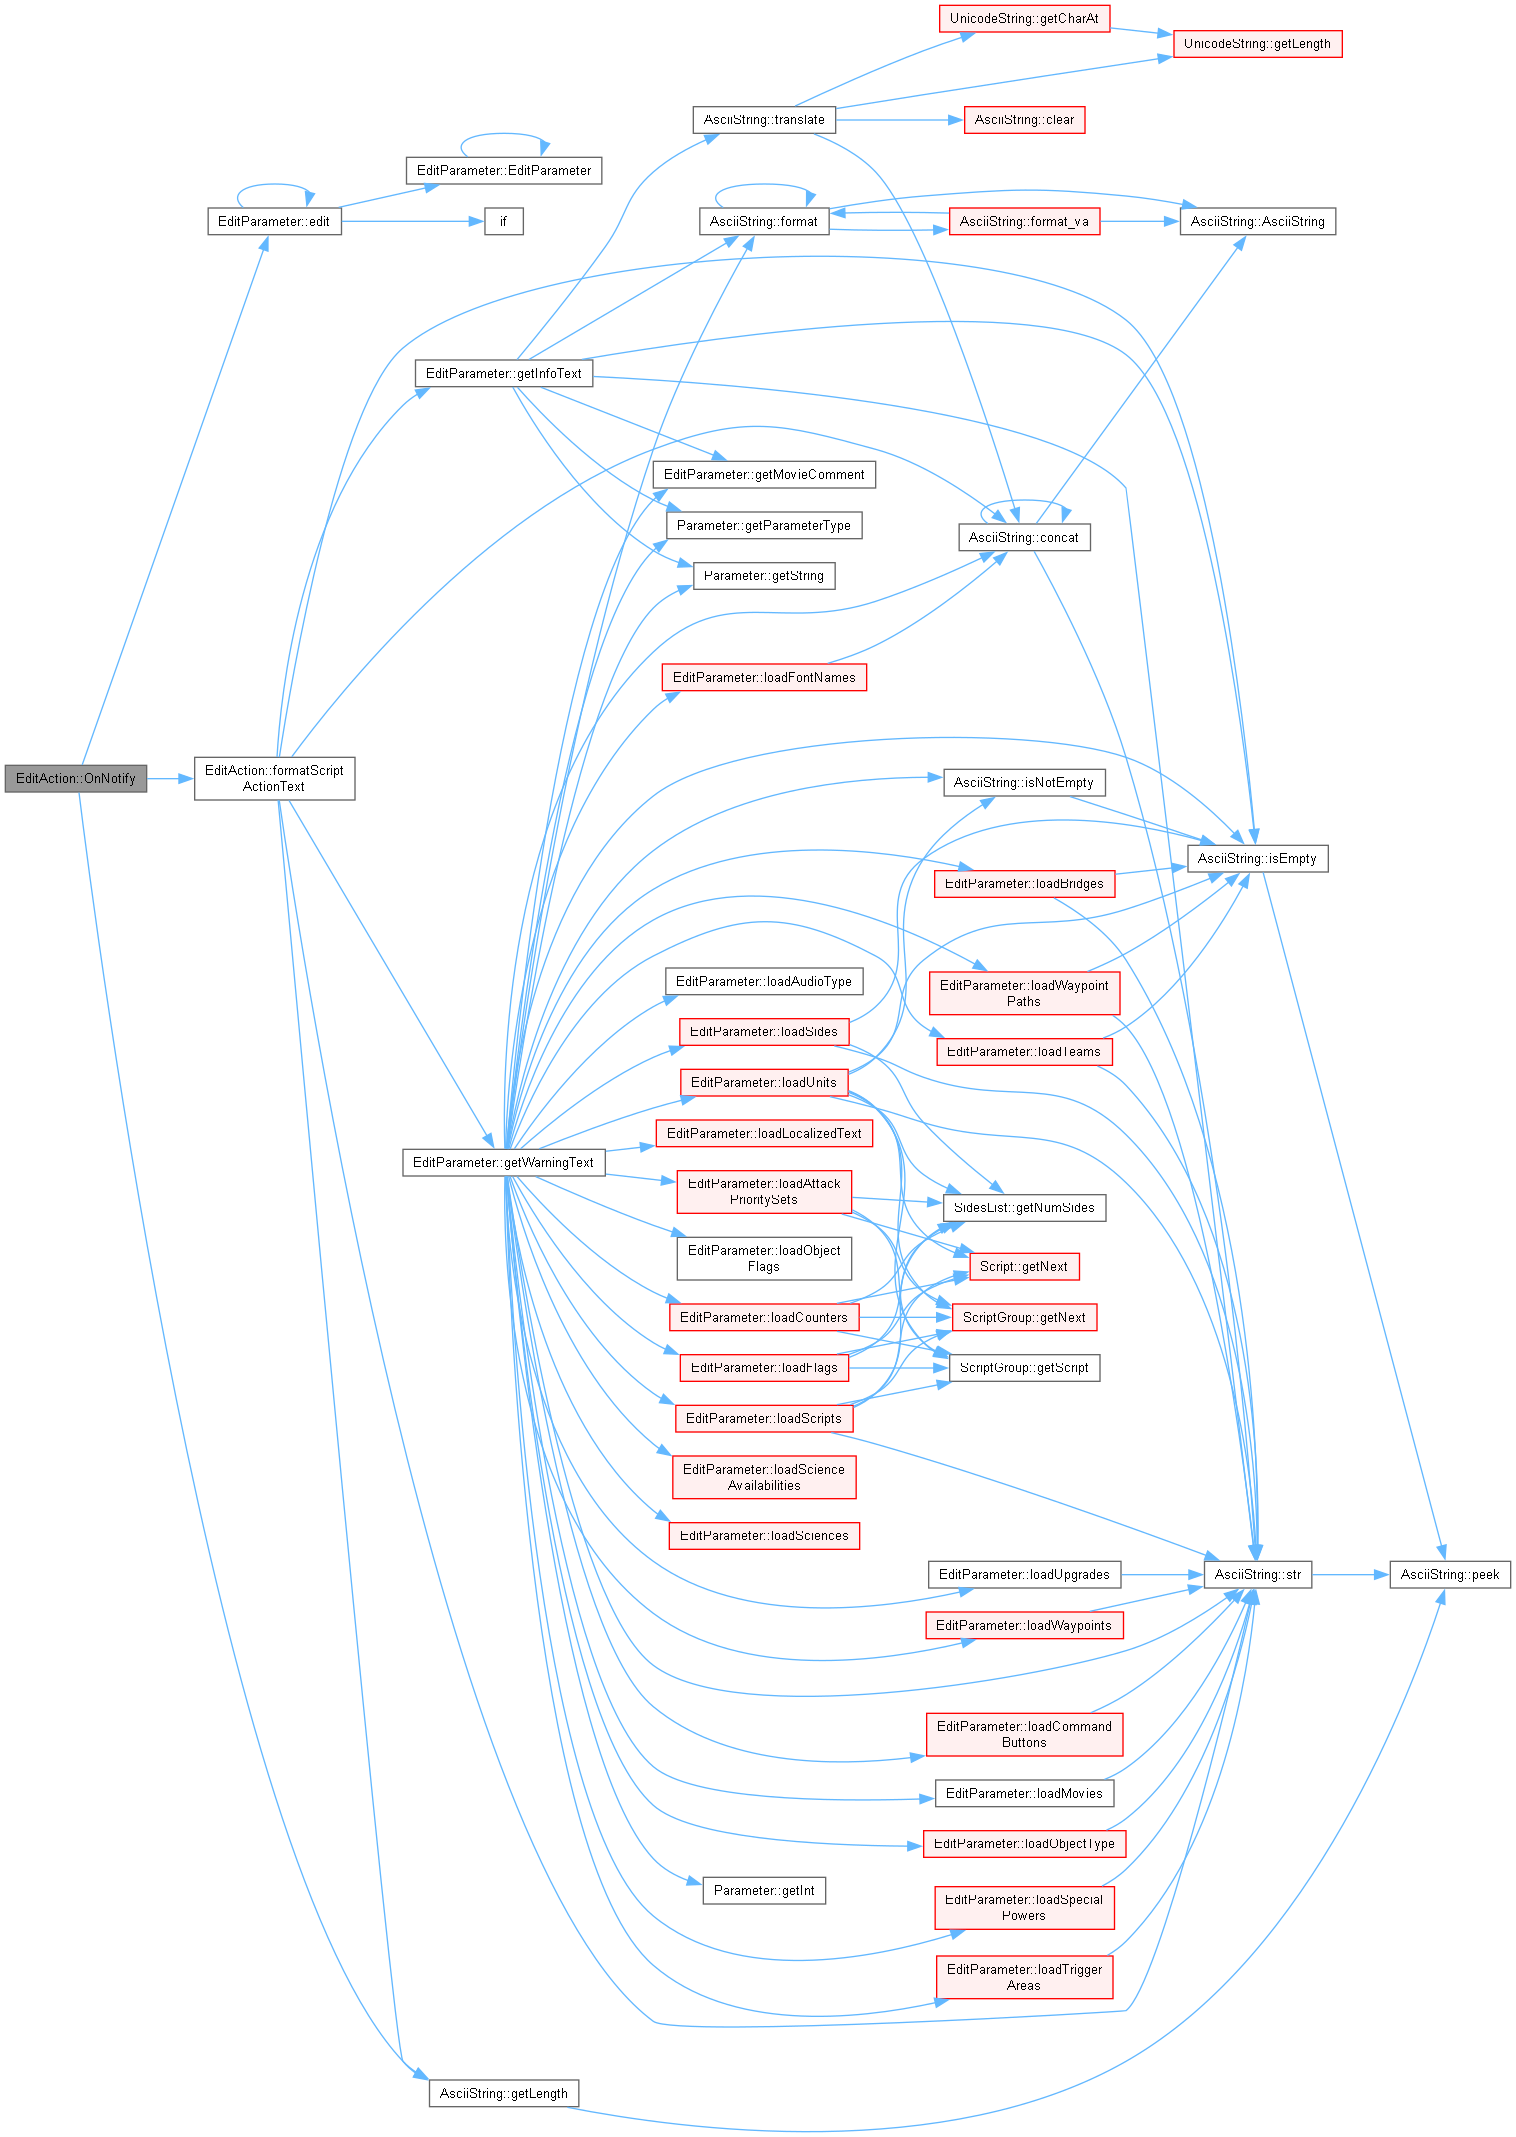 UnicodeString::getCharAt
UnicodeString::getLength
AsciiString::translate
AsciiString::clear
EditParameter::EditParameter
EditParameter::edit
if
AsciiString::format
AsciiString::format_va
AsciiString::AsciiString
EditParameter::getInfoText
EditParameter::getMovieComment
Parameter::getParameterType
AsciiString::concat
Parameter::getString
EditParameter::loadFontNames
EditAction::OnNotify
EditAction::formatScript
ActionText
AsciiString::isNotEmpty
AsciiString::isEmpty
EditParameter::loadBridges
EditParameter::loadAudioType
EditParameter::loadWaypoint
Paths
EditParameter::loadSides
EditParameter::loadTeams
EditParameter::loadUnits
EditParameter::loadLocalizedText
EditParameter::getWarningText
EditParameter::loadAttack
PrioritySets
SidesList::getNumSides
EditParameter::loadObject
Flags
Script::getNext
EditParameter::loadCounters
ScriptGroup::getNext
EditParameter::loadFlags
ScriptGroup::getScript
EditParameter::loadScripts
EditParameter::loadScience
Availabilities
EditParameter::loadSciences
EditParameter::loadUpgrades
AsciiString::str
AsciiString::peek
EditParameter::loadWaypoints
EditParameter::loadCommand
Buttons
EditParameter::loadMovies
EditParameter::loadObjectType
Parameter::getInt
EditParameter::loadSpecial
Powers
EditParameter::loadTrigger
Areas
AsciiString::getLength